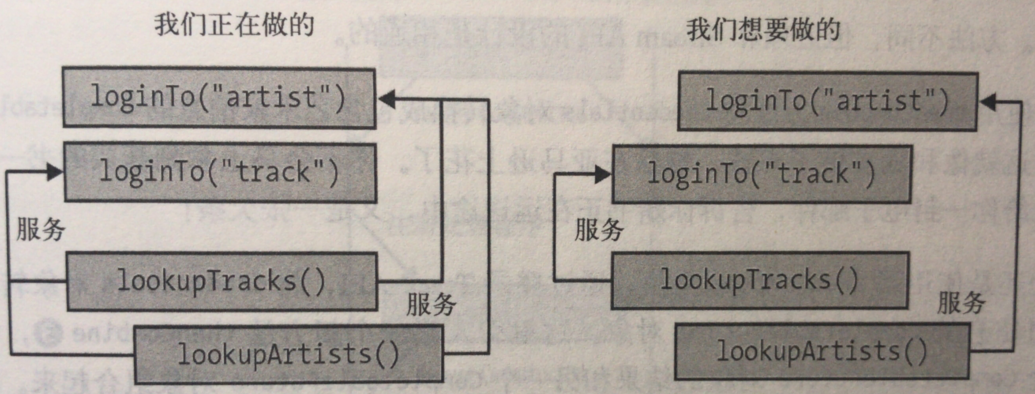 我们正在做的
loginTo("artist")
loginTo("track")
服务
lookupTracks()
服务
lookupArtists()
我们想要做的
loginTo("artist")
loginTo("track")
服务
lookupTracks()
服务
lookupArtists()